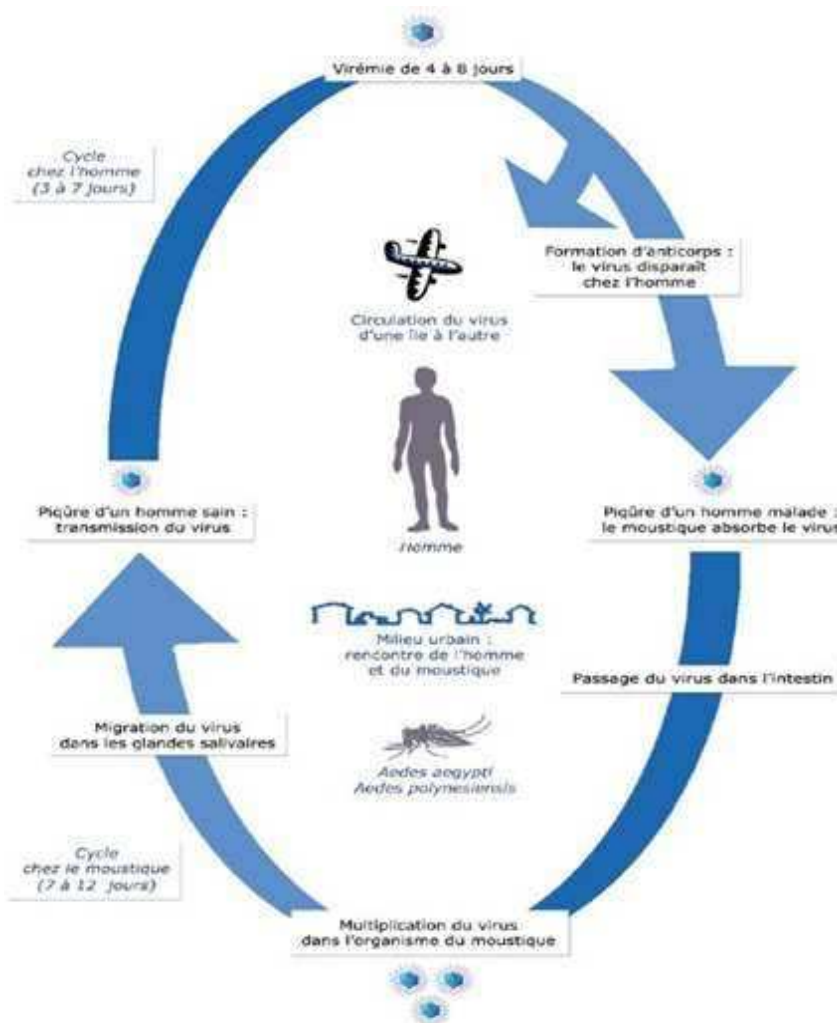 Virémie de 4 à 8 jours
Cycle
chez l'homme
(3 à 7 Jours)
Formation d'anticorps :
le virus disparaît
chez l'homme
Circulation du virus
d'une île à l'autre
Piqûre d'un homme sain :
transmission du virus
Homme
Piqûre d'un homme malade :
le moustique absorbe le virus
Milieu urbain :
rencontre de l'homme
et du moustique
Passage du virus dans l'intestin
Migration du virus
dans les glandes salivaires
Aedes aegypti
Aedes polynesiensis
Cycle
chez le moustique
(7 à 12 jours)
Multiplication du virus
dans l'organisme du moustique